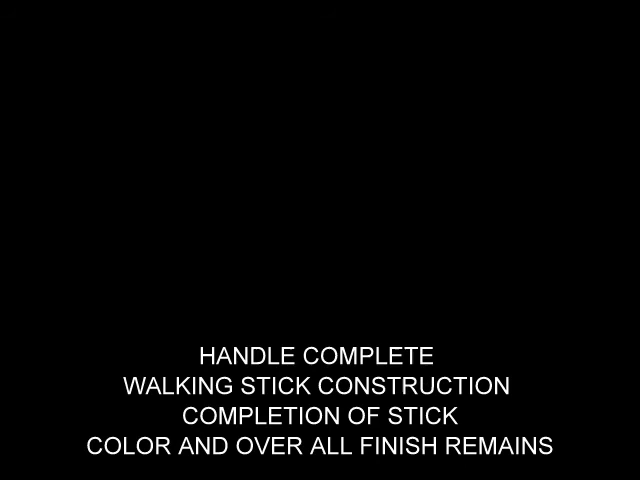 HANDLE COMPLETE
WALKING STICK CONSTRUCTION
COMPLETION OF STICK
COLOR AND OVER ALL FINISH REMAINS